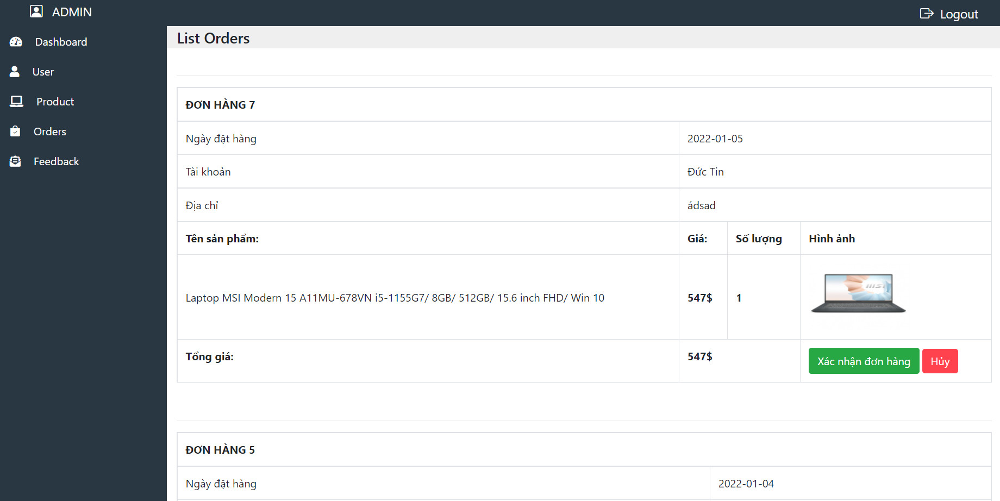 ADMIN
Logout
Dashboard
User
Product
Orders
Feedback
List Orders
ĐƠN HÀNG 7
Ngày đặt hàng 2022-01-05
Tài khoản Đức Tin
Địa chỉ ádsad
Tên sản phẩm: Giá: Số lượng Hình ảnh
msi
Laptop MSI Modern 15 A11MU-678VN i5-1155G7/ 8GB/ 512GB/ 15.6 inch FHD/ Win 10 547$ 1
Tổng giá: 547$ Xác nhận đơn hàng Hủy
ĐƠN HÀNG 5
Ngày đặt hàng 2022-01-04